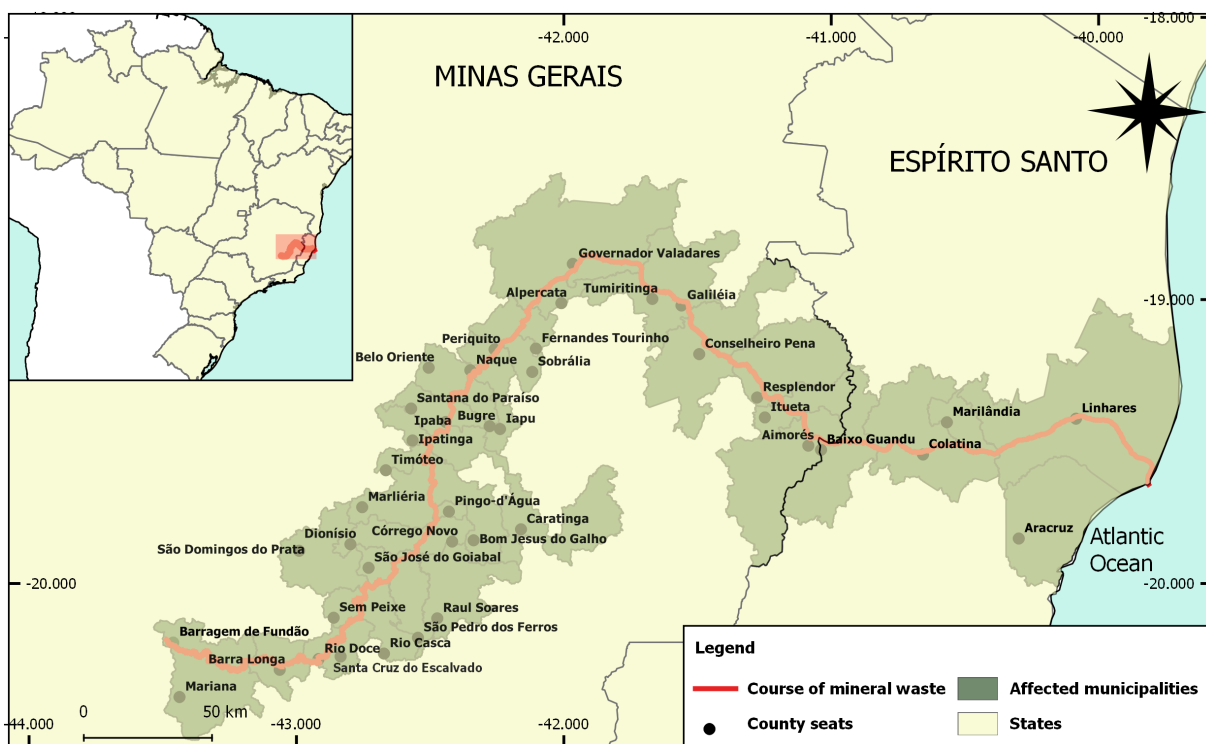 -42.000
-41.000
-40.000
-18.000
MINAS GERAIS
ESPÍRITO SANTO
Governador Valadares
Alpercata
Tumiritinga
Galiléia
-19.000
Periquito
Fernandes Tourinho
Conselheiro Pena
Belo Oriente
Naque
Sobrália
Resplendor
Santana do Paraíso
Itueta
Marilândia
Linhares
Ipaba
Bugre
Iapu
Ipatinga
Aimorés
Baixo Guandu
Colatina
Timóteo
Marliéria
Pingo-d'Água
Caratinga
Dionísio
Córrego Novo
Bom Jesus do Galho
Aracruz
Atlantic
Ocean
São Domingos do Prata
São José do Goiabal
-20.000
-20.000
Sem Peixe
Raul Soares
São Pedro dos Ferros
Barragem de Fundão
Rio Doce
Rio Casca
Barra Longa
Santa Cruz do Escalvado
Mariana
0
50 km
-44.000
-43.000
-42.000
Legend
Course of mineral waste
Affected municipalities
County seats
States